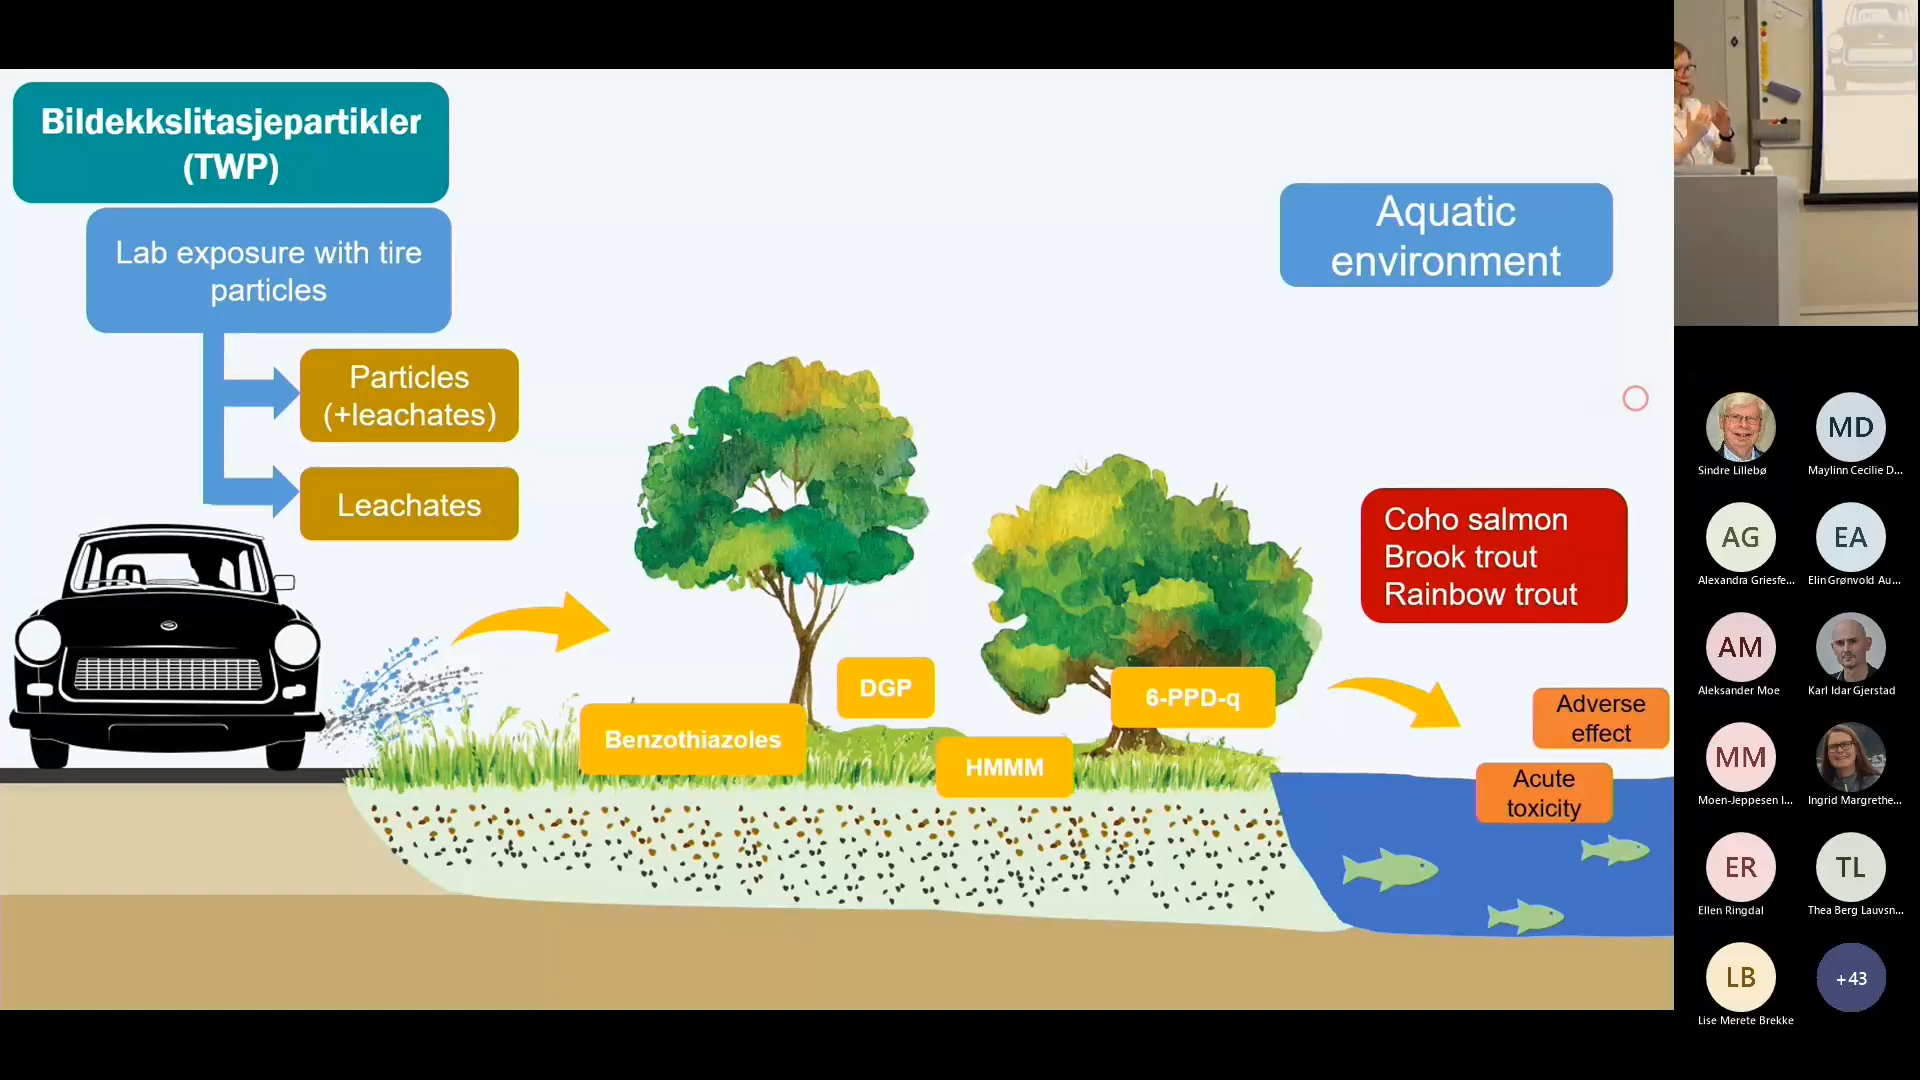 Bildekkslitasjepartikler
(TWP)
Lab exposure with tire
particles
Particles
(+leachates)
Leachates
Aquatic
environment
Coho salmon
Brook trout
Rainbow trout
DGP
6-PPD-q
Benzothiazoles
HMMM
Adverse
effect
Acute
toxicity
Sindre Lillebø
MD
Maylinn Cecilie D...
AG
Alexandra Griesfe...
EA
Elin Grønvold Au...
AM
Aleksander Moe
Karl Idar Gjerstad
MM
Moen-Jeppesen I...
Ingrid Margrethe...
ER
Ellen Ringdal
TL
Thea Berg Lauvsn...
LB
Lise Merete Brekke
+43